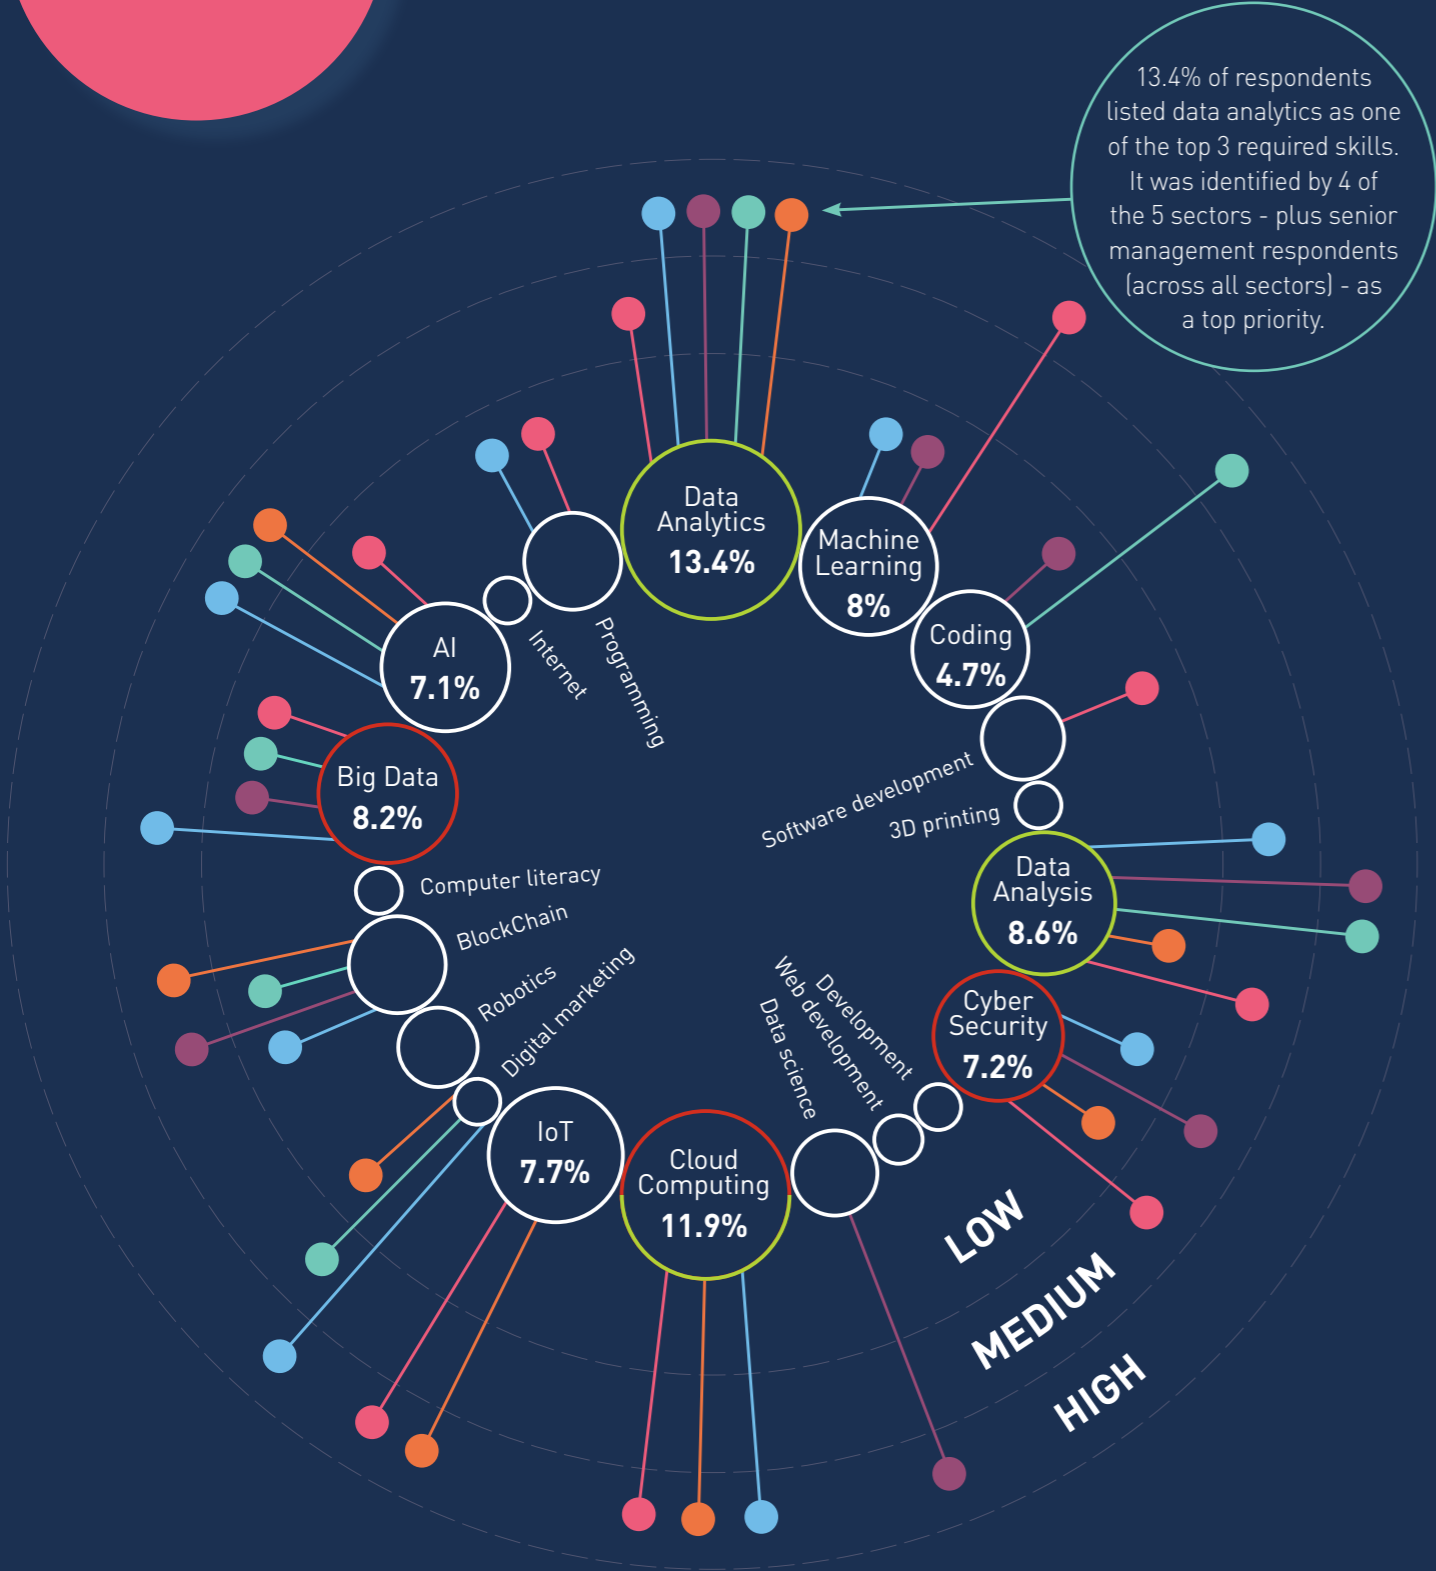 13.4% of respondents
listed data analytics as one
of the top 3 required skills.
It was identified by 4 of
the 5 sectors - plus senior
management respondents
(across all sectors) - as
a top priority.
Data
Analytics
13.4%
Machine
Learning
8%
Coding
4.7%
Software development
3D printing
Data
Analysis
8.6%
Cyber
Security
7.2%
Development
Web development
Data science
Cloud
Computing
11.9%
IoT
7.7%
Digital marketing
Robotics
BlockChain
Computer literacy
Big Data
8.2%
AI
7.1%
Internet
Programming
LOW
MEDIUM
HIGH